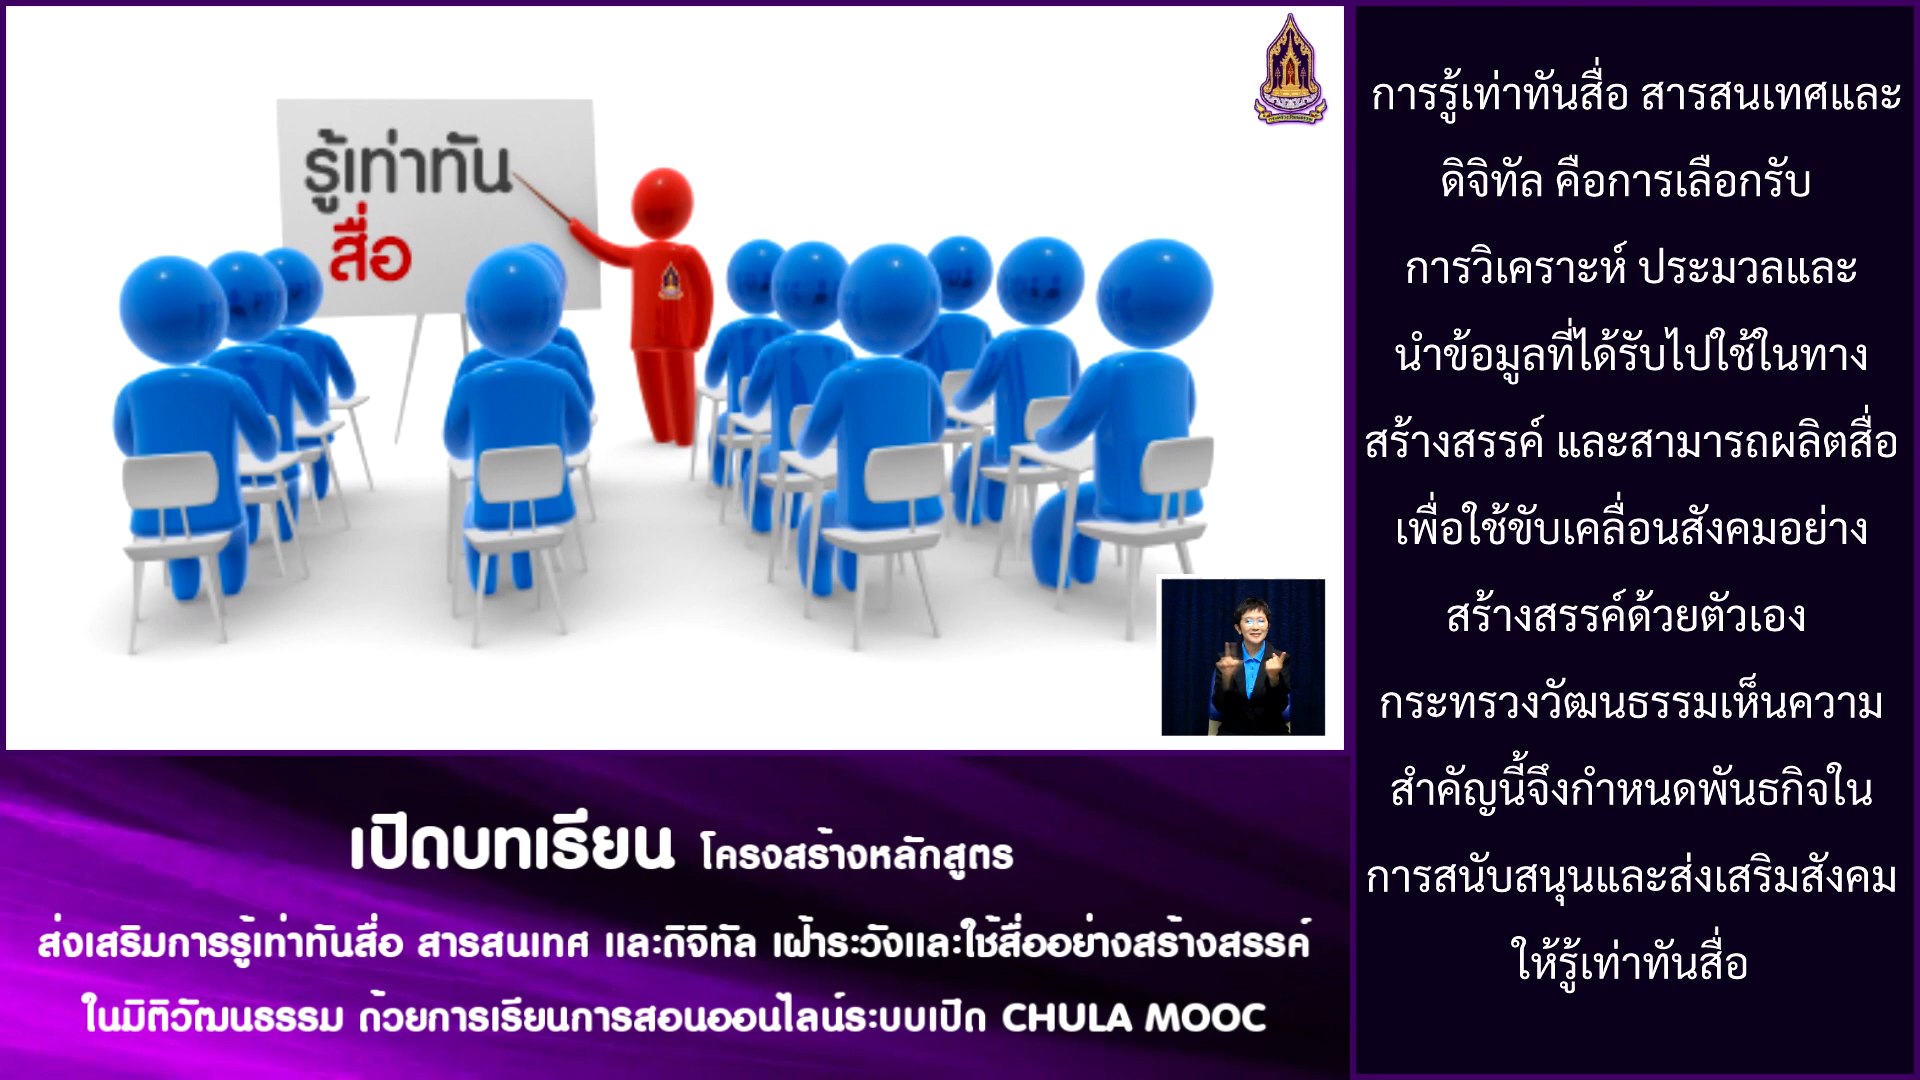 รู้เท่าทัน
สื่อ
การรู้เท่าทันสื่อ สารสนเทศและ
ดิจิทัล คือการเลือกรับ
การวิเคราะห์ ประมวลและ
นำข้อมูลที่ได้รับไปใช้ในทาง
สร้างสรรค์ และสามารถผลิตสื่อ
เพื่อใช้ขับเคลื่อนสังคมอย่าง
สร้างสรรค์ด้วยตัวเอง
กระทรวงวัฒนธรรมเห็นความ
สำคัญนี้จึงกำหนดพันธกิจใน
การสนับสนุนและส่งเสริมสังคม
ให้รู้เท่าทันสื่อ
เปิดบทเรียน โครงสร้างหลักสูตร
ส่งเสริมการรู้เท่าทันสื่อ สารสนเทศ และดิจิทัล เฝ้าระวังและใช้สื่ออย่างสร้างสรรค์
ในมิติวัฒนธรรม ด้วยการเรียนการสอนออนไลน์ระบบเปิด CHULA MOOC